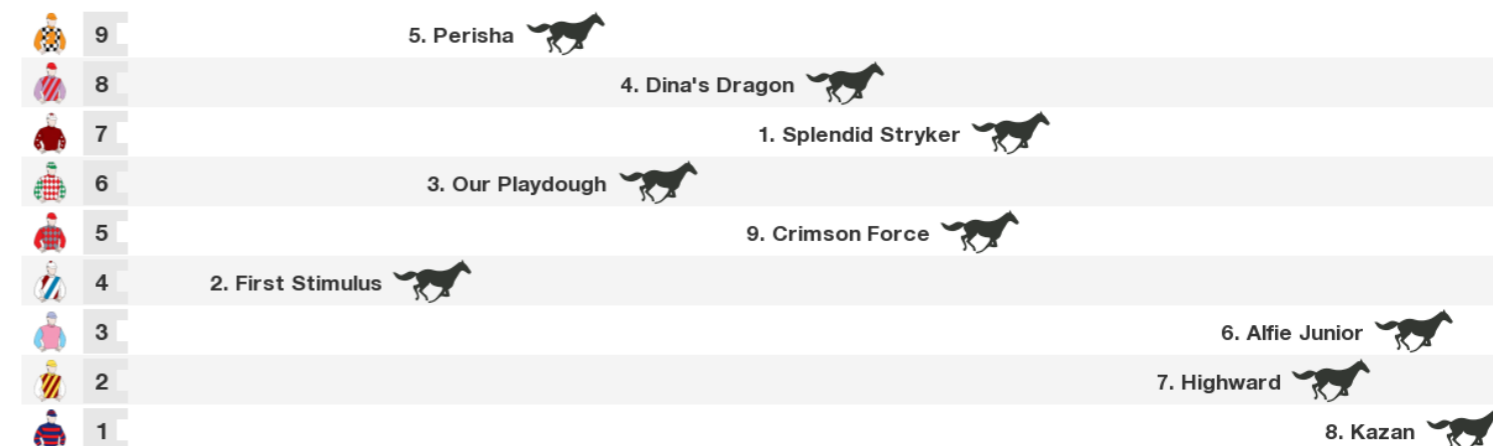 9 5. Perisha
8 4. Dina's Dragon
7 1. Splendid Stryker
6 3. Our Playdough
5 9. Crimson Force
4 2. First Stimulus
3 6. Alfie Junior
2 7. Highward
1 8. Kazan